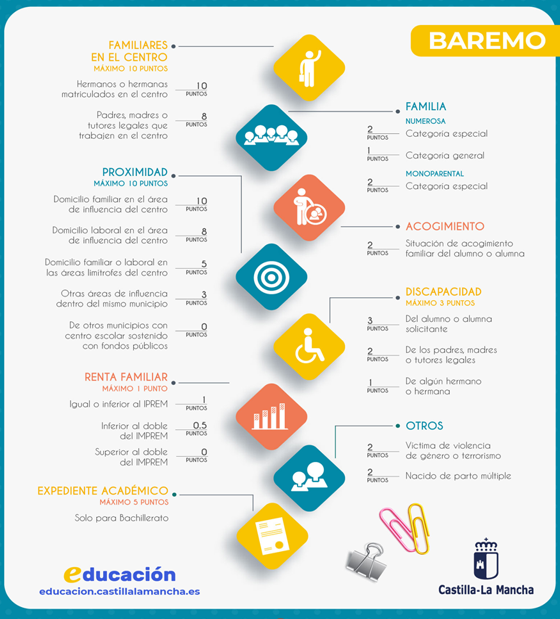 BAREMO
FAMILIARES
EN EL CENTRO
MÁXIMO 10 PUNTOS
Hermanos o hermanas
matriculados en el centro
10
PUNTOS
Padres, madres o
tutores legales que
trabajen en el centro
8
PUNTOS
FAMILIA
NUMEROSA
2
PUNTOS
Categoría especial
1
PUNTOS
Categoría general
MONOPARENTAL
2
PUNTOS
Categoría especial
PROXIMIDAD
MÁXIMO 10 PUNTOS
Domicilio familiar en el área
de influencia del centro
10
PUNTOS
Domicilio laboral en el área
de influencia del centro
8
PUNTOS
Domicilio familiar o laboral en
las áreas limítrofes del centro
5
PUNTOS
Otras áreas de influencia
dentro del mismo municipio
3
PUNTOS
De otros municipios con
centro escolar sostenido
con fondos públicos
0
PUNTOS
ACOGIMIENTO
2
PUNTOS
Situación de acogimiento
familiar del alumno o alumna
DISCAPACIDAD
MÁXIMO 3 PUNTOS
3
PUNTOS
Del alumno o alumna
solicitante
2
PUNTOS
De los padres, madres
o tutores legales
1
PUNTOS
De algún hermano
o hermana
RENTA FAMILIAR
MÁXIMO 1 PUNTO
Igual o inferior al IPREM
1
PUNTOS
Inferior al doble
del IMPREM
0,5
PUNTOS
Superior al doble
del IMPREM
0
PUNTOS
OTROS
2
PUNTOS
Víctima de violencia
de género o terrorismo
2
PUNTOS
Nacido de parto múltiple
EXPEDIENTE ACADÉMICO
MÁXIMO 5 PUNTOS
Solo para Bachillerato
educación
educacion.castillalamancha.es
Castilla-La Mancha